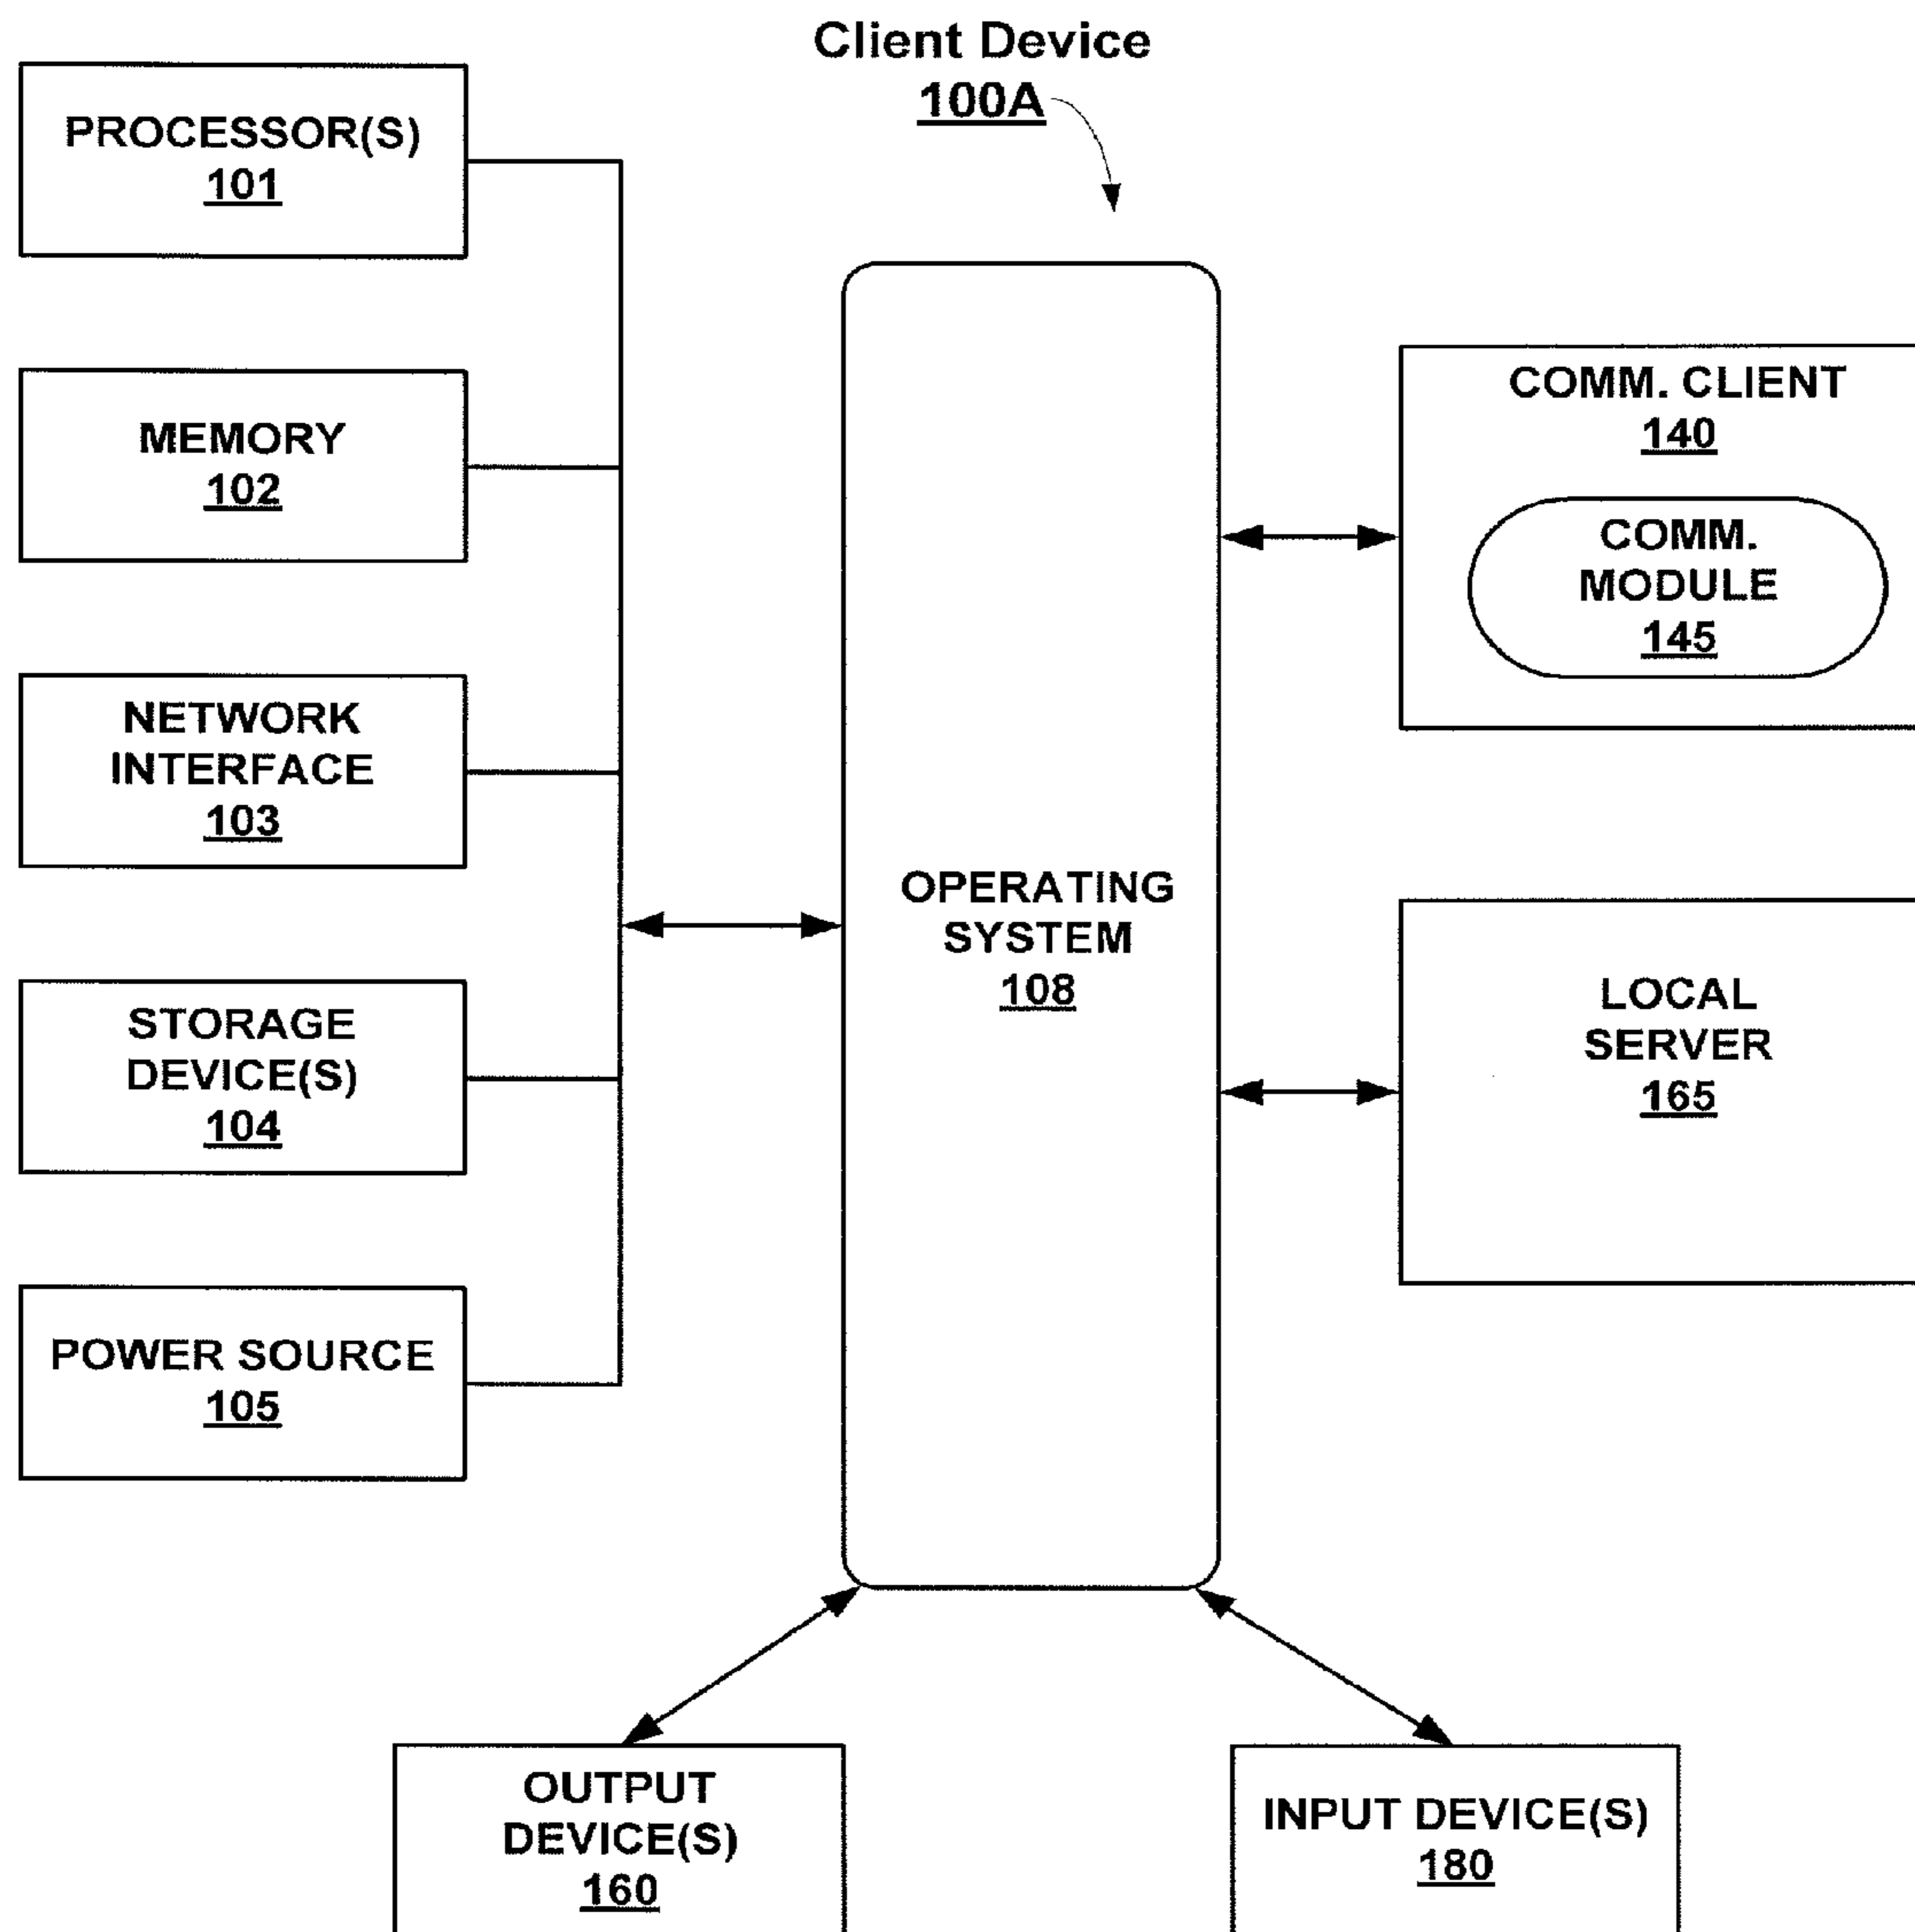 Client Device
100A
PROCESSOR(S)
101
MEMORY
102
NETWORK
INTERFACE
103
STORAGE
DEVICE(S)
104
POWER SOURCE
105
OPERATING
SYSTEM
108
COMM. CLIENT
140
COMM.
MODULE
145
LOCAL
SERVER
165
OUTPUT
DEVICE(S)
160
INPUT DEVICE(S)
180